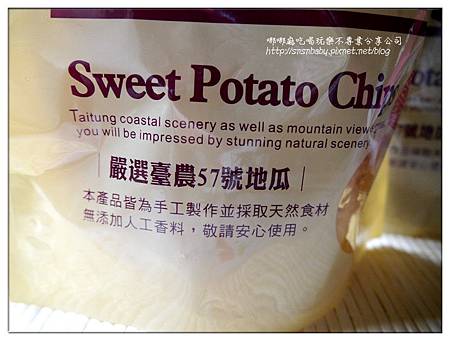 嘟嘟麻吃喝玩樂不專業分享公司
http://snsnbaby.pixnet.net/blog
Sweet Potato Chip
Taitung coastal scenery as well as mountain view
you will be impressed by stunning natural scenery
嚴選臺農57號地瓜
本產品皆為手工製作並採取天然食材
無添加人工香料，敬請安心使用。